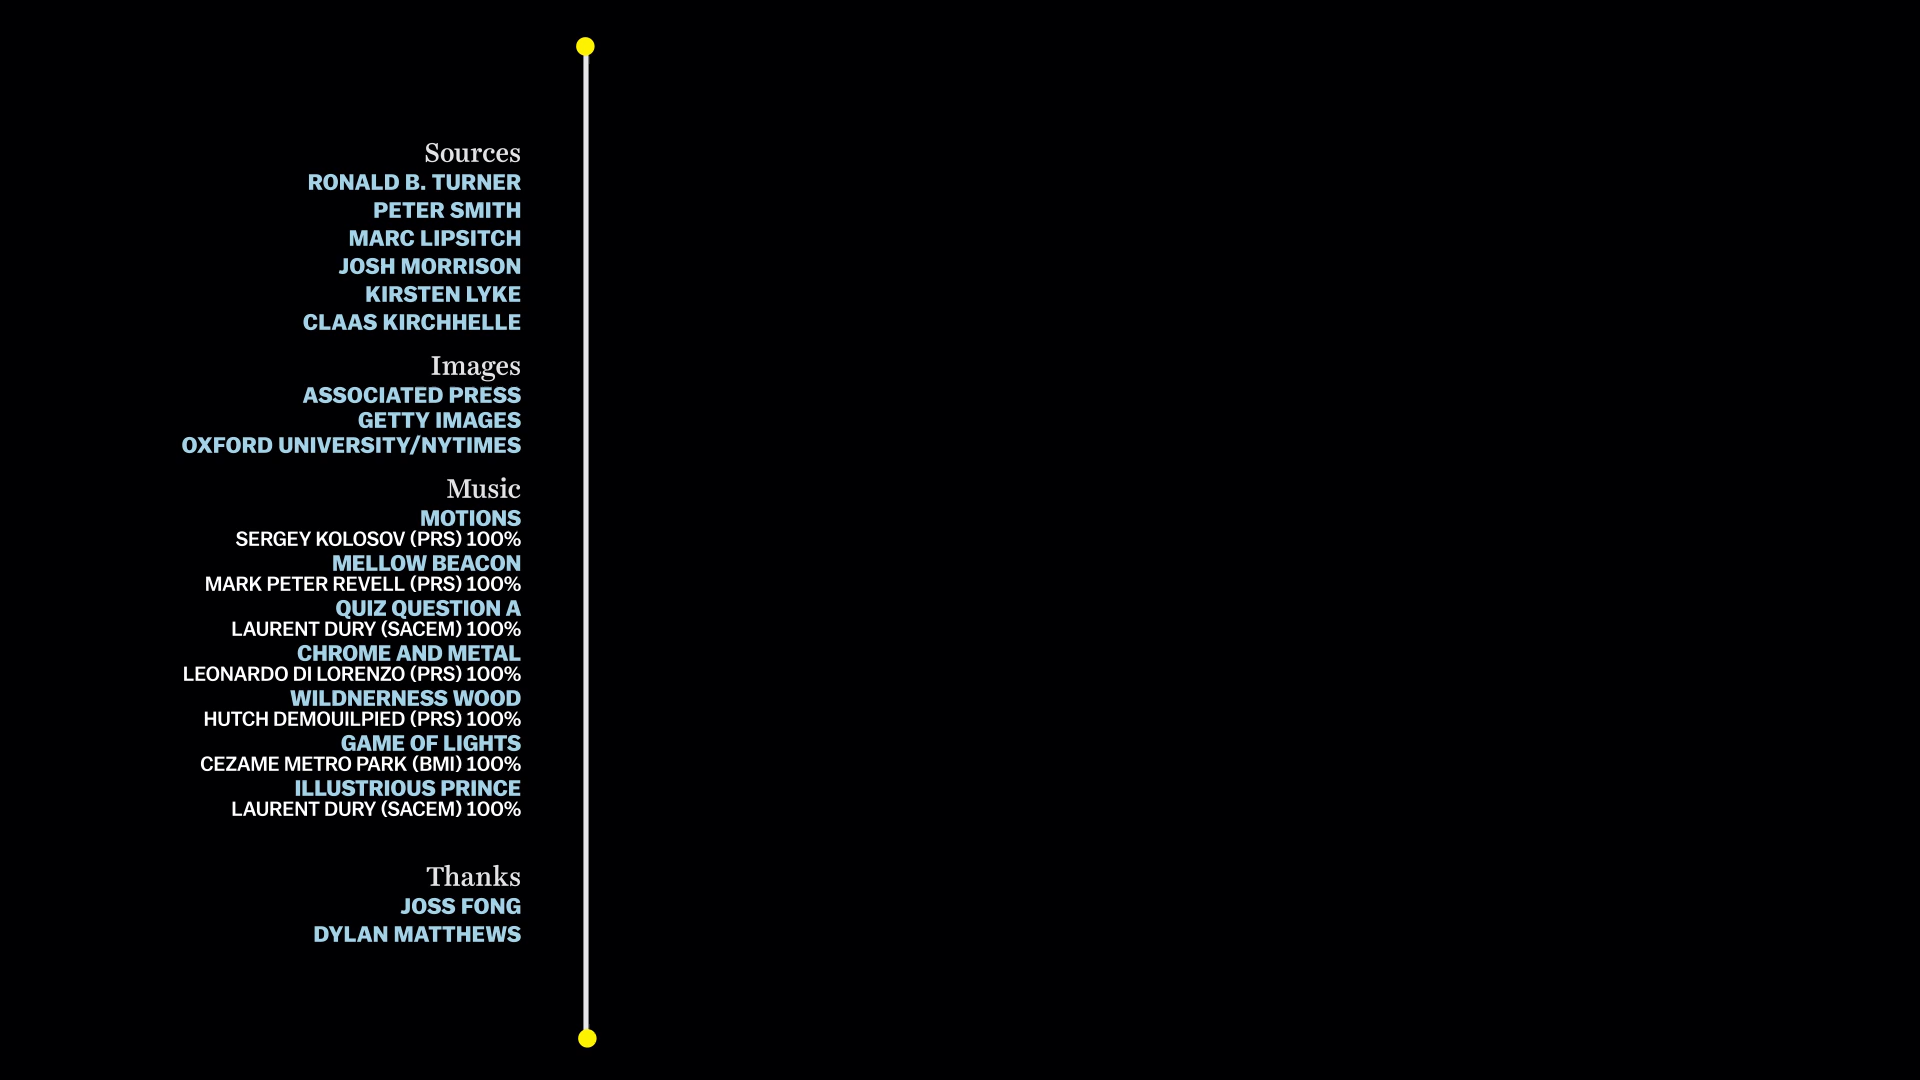 Sources
RONALD B. TURNER
PETER SMITH
MARC LIPSITCH
JOSH MORRISON
KIRSTEN LYKE
CLAAS KIRCHHELLE
Images
ASSOCIATED PRESS
GETTY IMAGES
OXFORD UNIVERSITY/NYTIMES
Music
MOTIONS
SERGEY KOLOSOV (PRS) 100%
MELLOW BEACON
MARK PETER REVELL (PRS) 100%
QUIZ QUESTION A
LAURENT DURY (SACEM) 100%
CHROME AND METAL
LEONARDO DI LORENZO (PRS) 100%
WILDNERNESS WOOD
HUTCH DEMOUILPIED (PRS) 100%
GAME OF LIGHTS
CEZAME METRO PARK (BMI) 100%
ILLUSTRIOUS PRINCE
LAURENT DURY (SACEM) 100%
Thanks
JOSS FONG
DYLAN MATTHEWS